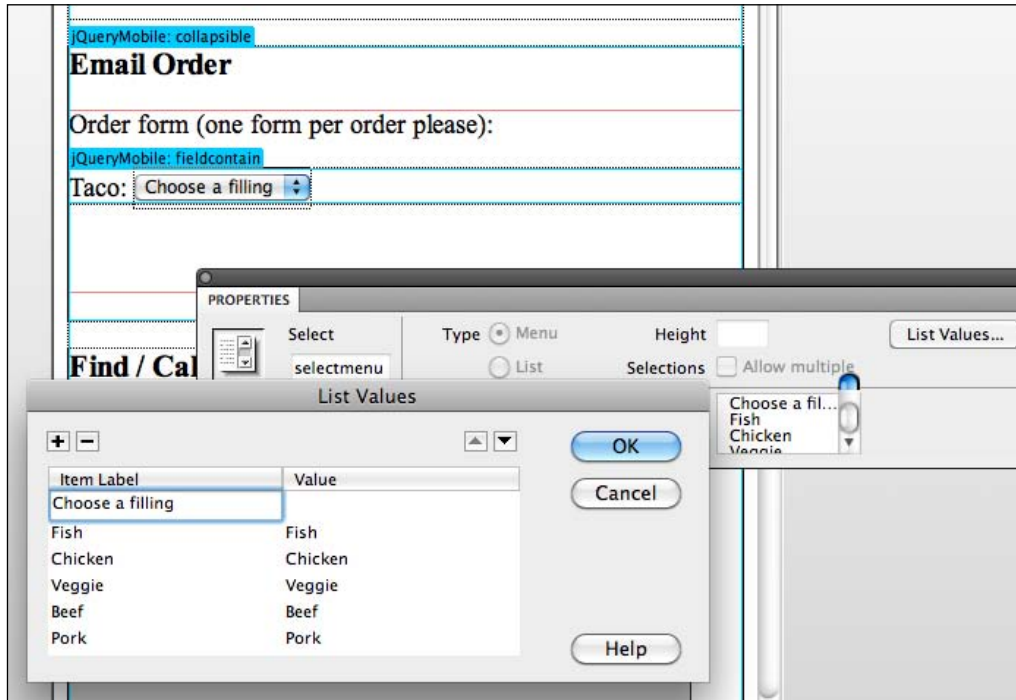 jQueryMobile: collapsible
Email Order
Order form (one form per order please):
jQueryMobile: fieldcontain
Taco: Choose a filling
PROPERTIES
Select
selectmenu
Type Menu
List
Height
Selections Allow multiple
List Values...
Choose a fil...
Fish
Chicken
Veggie
Find / Cal
List Values
Item Label Value
Choose a filling
Fish Fish
Chicken Chicken
Veggie Veggie
Beef Beef
Pork Pork
OK
Cancel
Help